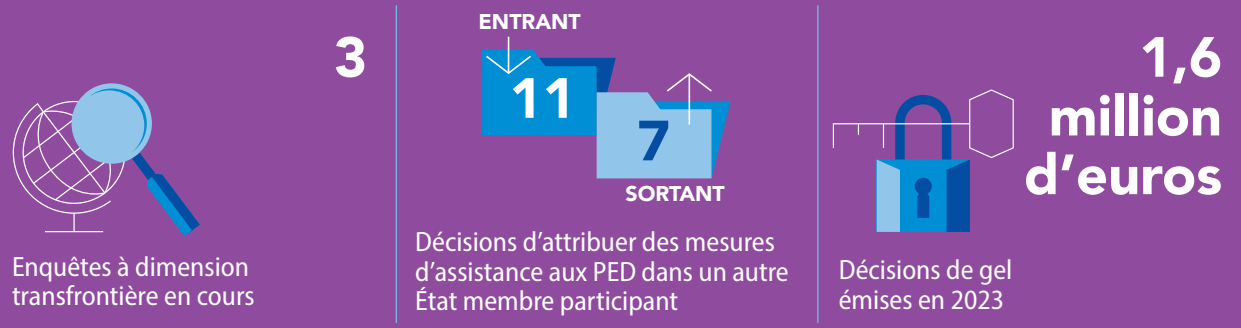 3
Enquêtes à dimension
transfrontière en cours
ENTRANT
11
7
SORTANT
Décisions d'attribuer des mesures
d'assistance aux PED dans un autre
État membre participant
1,6
million
d'euros
Décisions de gel
émises en 2023